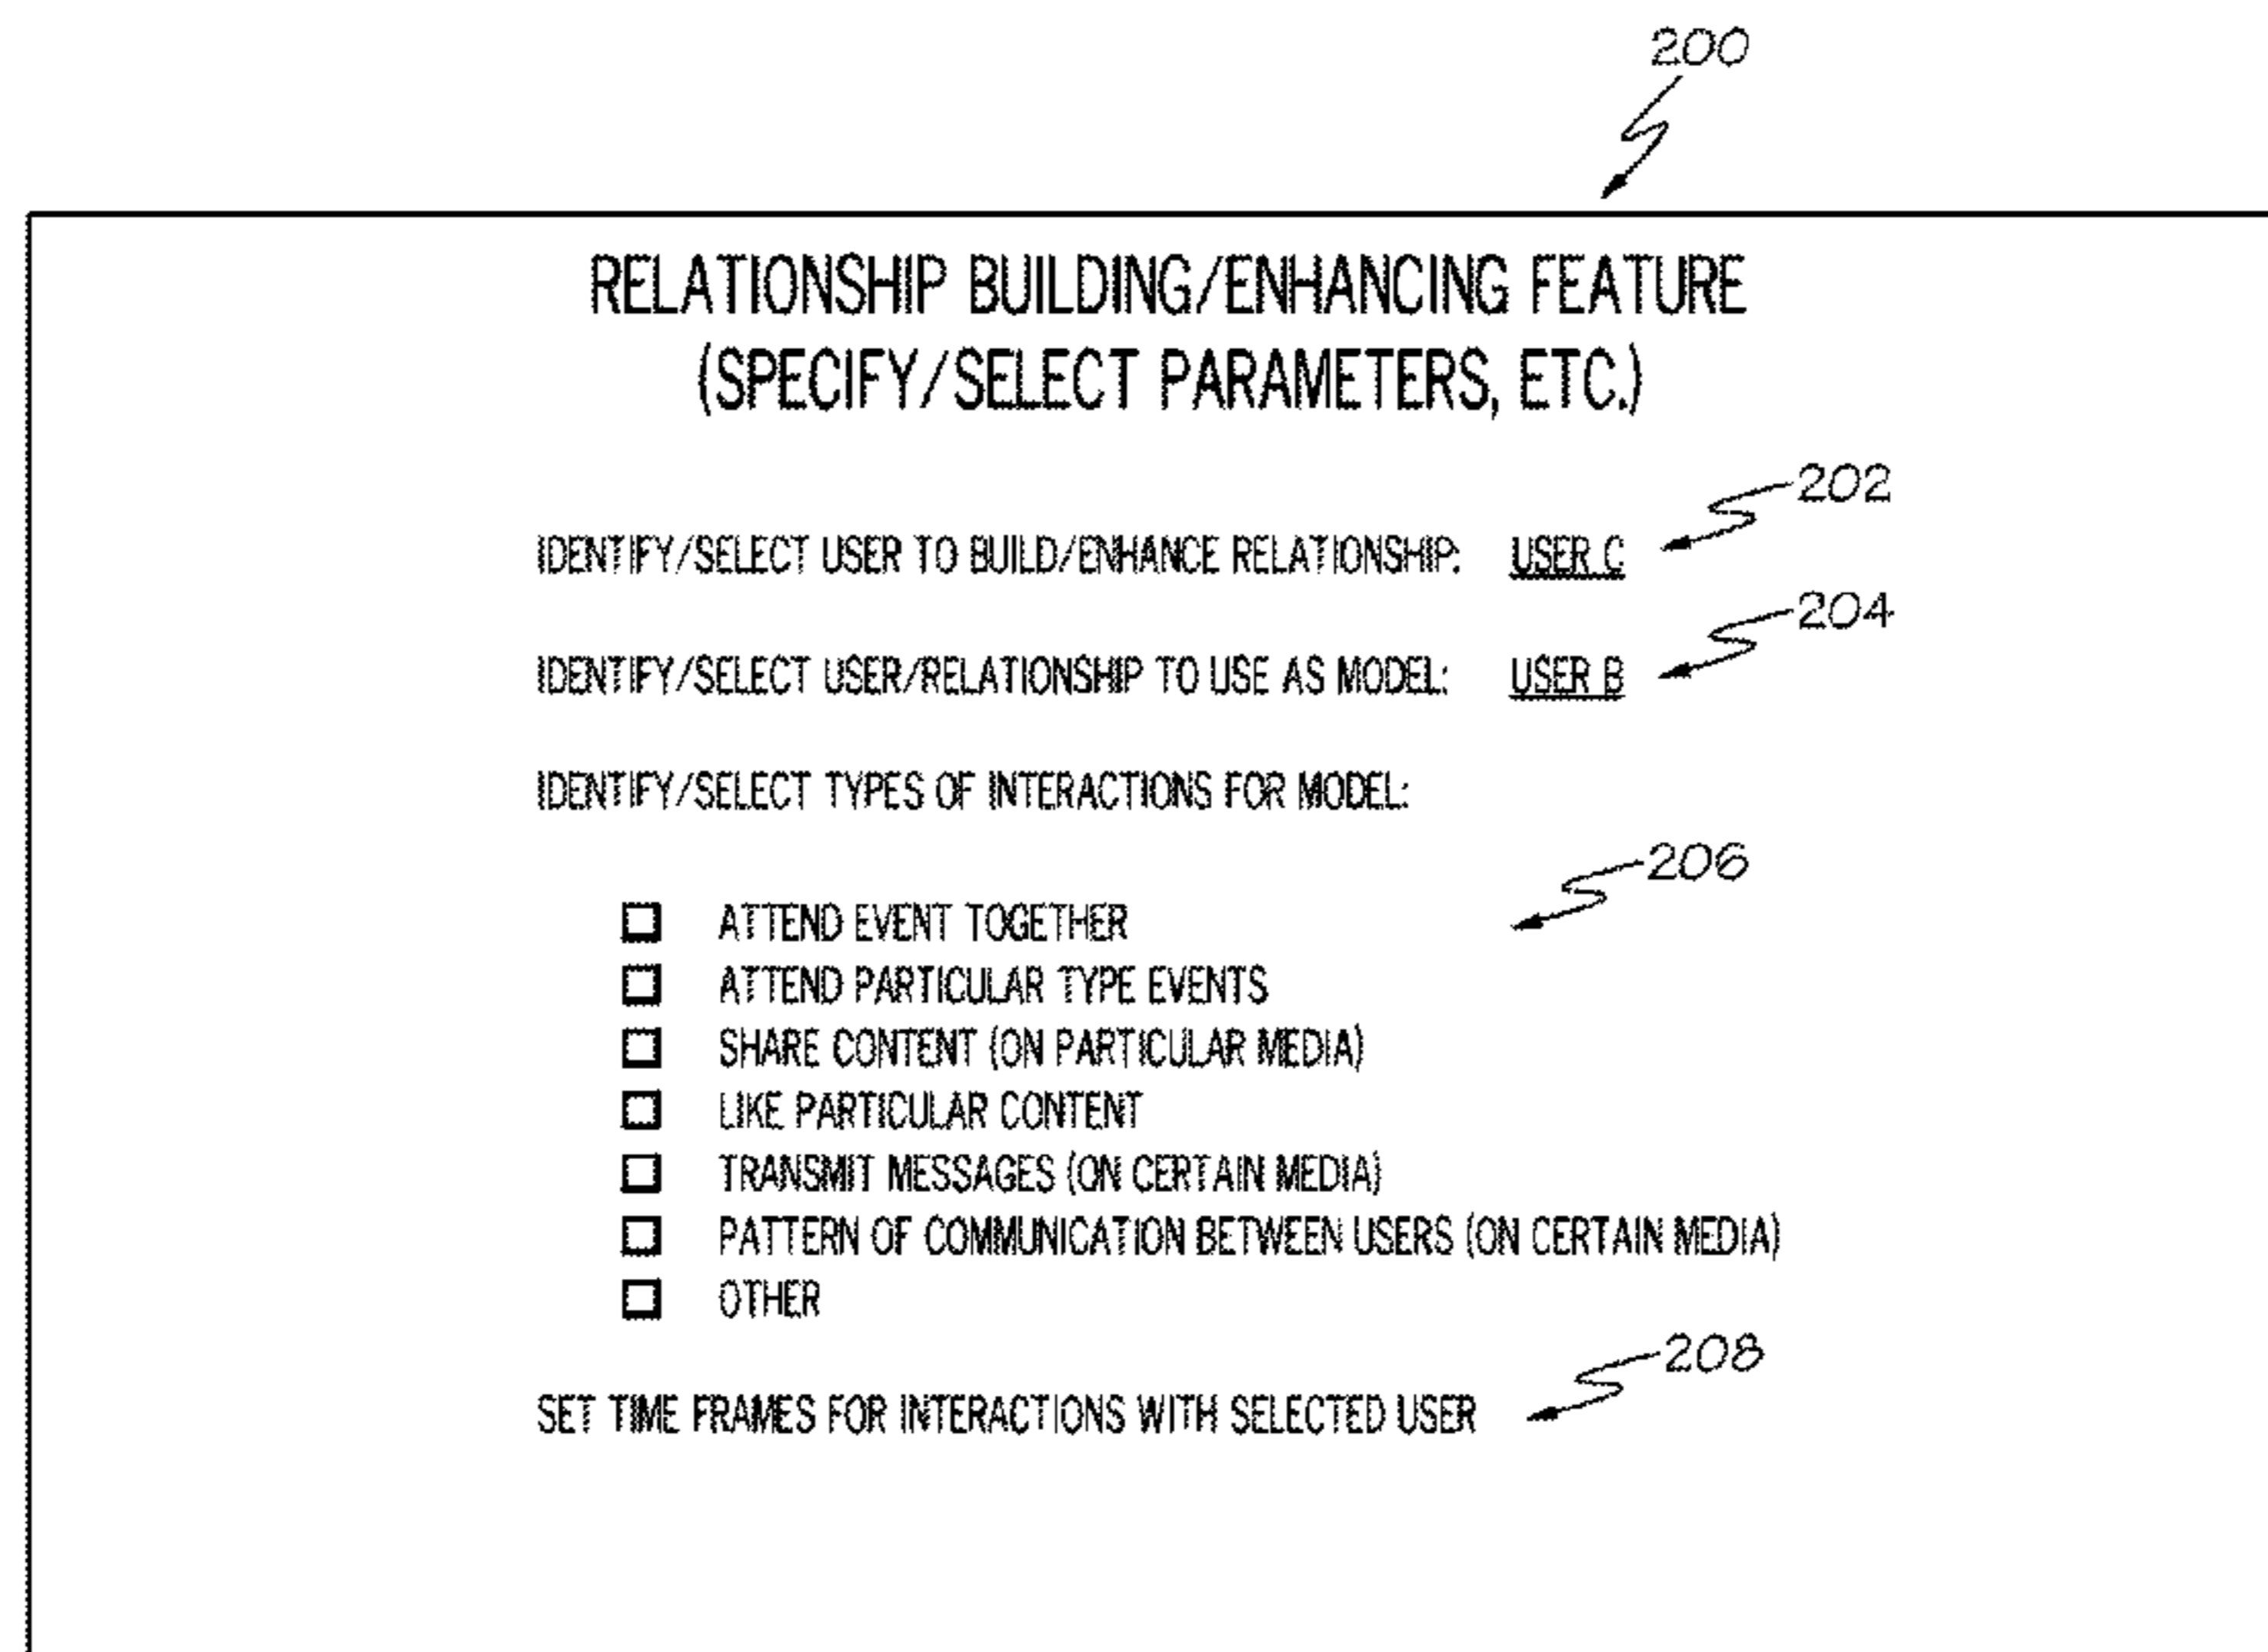 200
RELATIONSHIP BUILDING/ENHANCING FEATURE
(SPECIFY/SELECT PARAMETERS, ETC.)
202
IDENTIFY/SELECT USER TO BUILD/ENHANCE RELATIONSHIP: USER C
204
IDENTIFY/SELECT USER/RELATIONSHIP TO USE AS MODEL: USER B
IDENTIFY/SELECT TYPES OF INTERACTIONS FOR MODEL:
206
ATTEND EVENT TOGETHER
ATTEND PARTICULAR TYPE EVENTS
SHARE CONTENT (ON PARTICULAR MEDIA)
LIKE PARTICULAR CONTENT
TRANSMIT MESSAGES (ON CERTAIN MEDIA)
PATTERN OF COMMUNICATION BETWEEN USERS (ON CERTAIN MEDIA)
OTHER
208
SET TIME FRAMES FOR INTERACTIONS WITH SELECTED USER